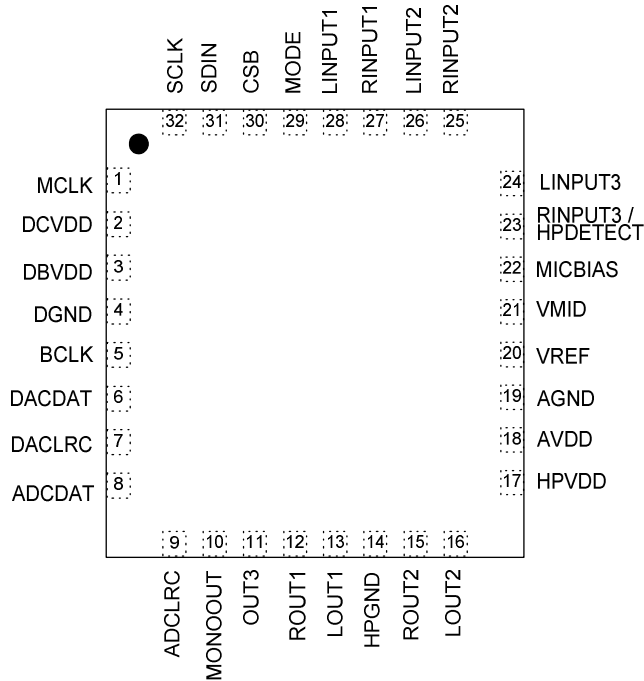 SCLK
SDIN
CSB
MODE
LINPUT1
RINPUT1
LINPUT2
RINPUT2
32 31 30 29 28 27 26 25
MCLK 1
DCVDD 2
DBVDD 3
DGND 4
BCLK 5
DACDAT 6
DACLRC 7
ADCDAT 8
24 LINPUT3
23 RINPUT3 /
HPDETECT
22 MICBIAS
21 VMID
20 VREF
19 AGND
18 AVDD
17 HPVDD
9 10 11 12 13 14 15 16
ADCLRC
MONOOUT
OUT3
ROUT1
LOUT1
HPGND
ROUT2
LOUT2